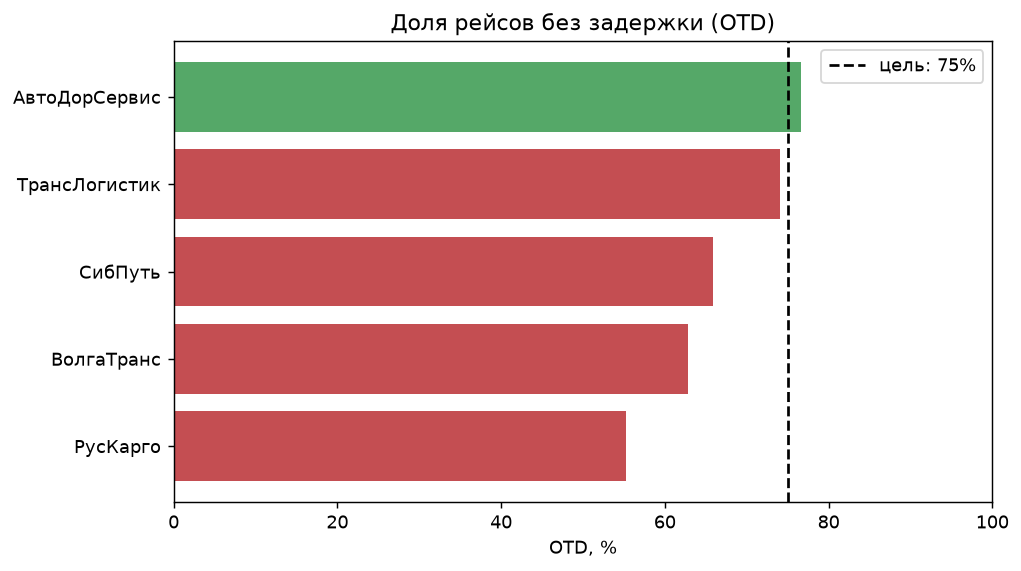 Доля рейсов без задержки (OTD)
цель: 75%
АвтоДорСервис
ТрансЛогистик
СибПуть
ВолгаТранс
РусКарго
0 20 40 60 80 100
OTD, %